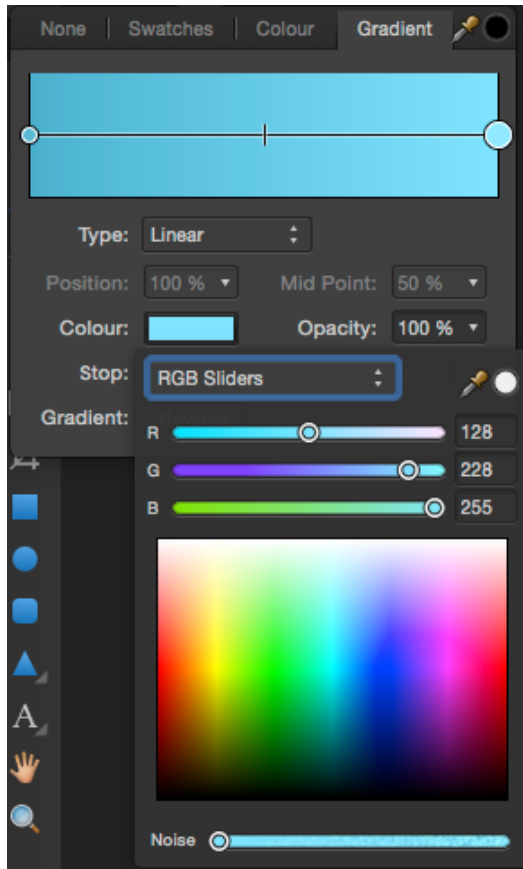 None Swatches Colour Gradient
Type: Linear
Position: 100 % Mid Point: 50 %
Colour: Opacity: 100 %
Stop:
RGB Sliders
Gradient:
R 128
G 228
B 255
A
Noise